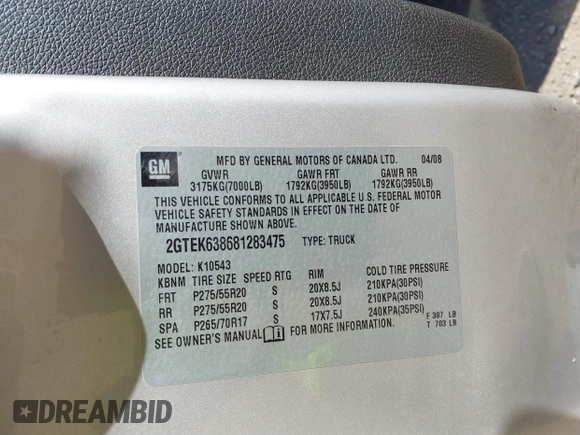 GM
MFD BY GENERAL MOTORS OF CANADA LTD. 04/08
GVWR GAWR FRT GAWR RR
3175KG(7000LB) 1792KG(3950LB) 1792KG(3950LB)
THIS VEHICLE CONFORMS TO ALL APPLICABLE U.S. FEDERAL MOTOR
VEHICLE SAFETY STANDARDS IN EFFECT ON THE DATE OF
MANUFACTURE SHOWN ABOVE.
2GTEK638681283475 TYPE: TRUCK
MODEL: K10543
KBNM TIRE SIZE SPEED RTG RIM COLD TIRE PRESSURE
FRT P275/55R20 S 20X8.5J 210KPA(30PSI)
RR P275/55R20 S 20X8.5J 210KPA(30PSI)
SPA P265/70R17 S 17X7.5J 240KPA(35PSI) F 387 LB
SEE OWNER'S MANUAL FOR MORE INFORMATION. T 703 LB
DREAMBID